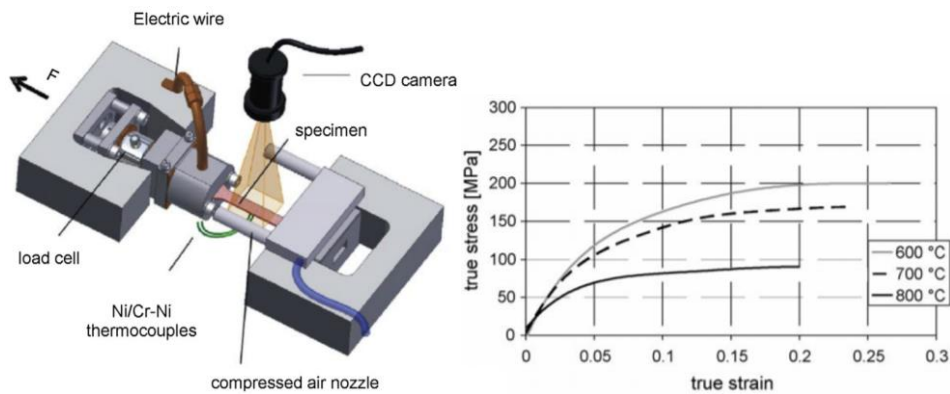 Electric wire
F
CCD camera
specimen
load cell
Ni/Cr-Ni
thermocouples
compressed air nozzle
true stress [MPa]
300
250
200
150
100
50
0
0
0.05
0.1
0.15
0.2
0.25
0.3
true strain
600 °C
700 °C
800 °C